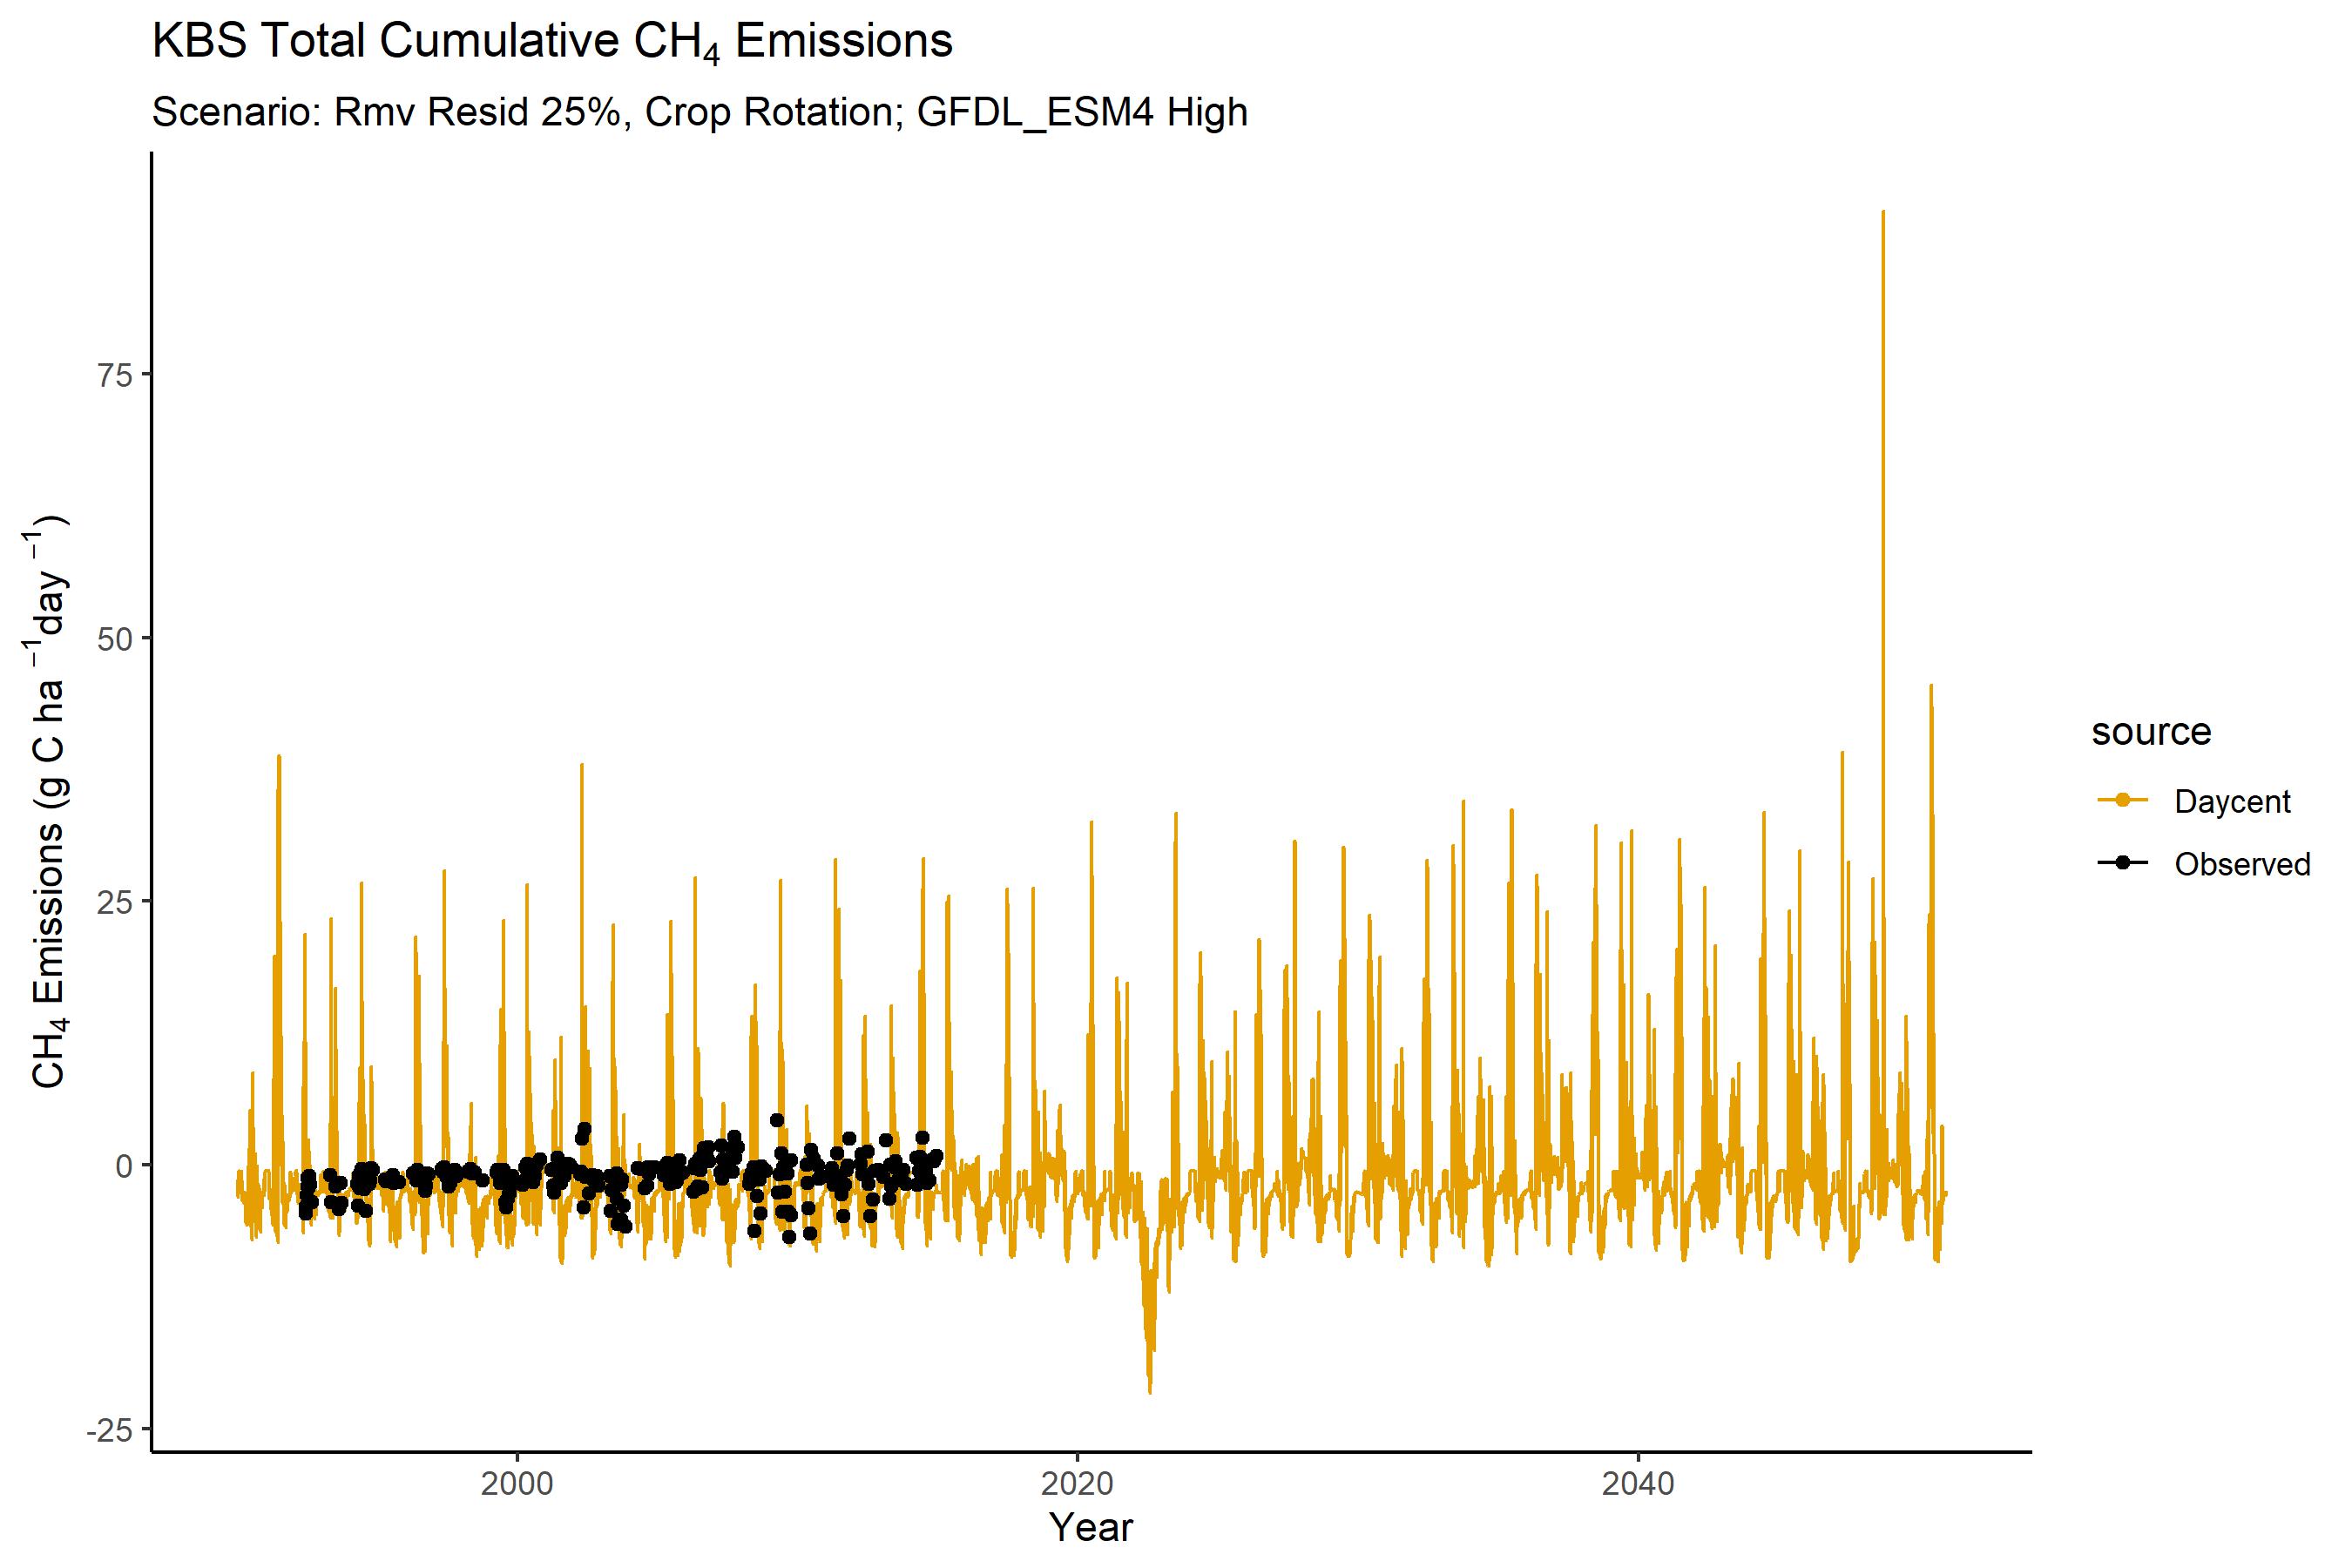 KBS Total Cumulative CH₄ Emissions
Scenario: Rmv Resid 25%, Crop Rotation; GFDL_ESM4 High
CH₄ Emissions (g C ha ⁻¹day ⁻¹)
75
50
25
0
-25
2000
2020
2040
Year
source
Daycent
Observed